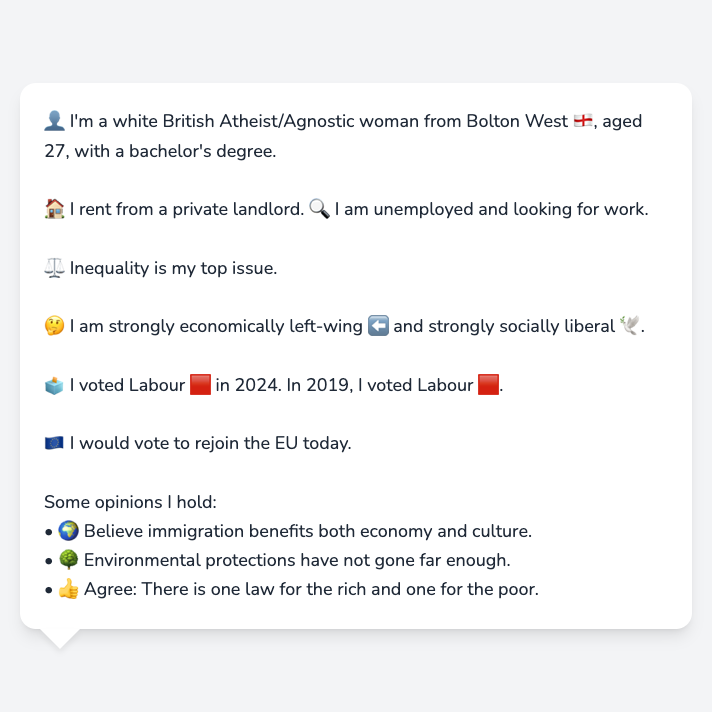 👤 I'm a white British Atheist/Agnostic woman from Bolton West 🏴󠁧󠁢󠁥󠁮󠁧󠁿, aged
27, with a bachelor's degree.
🏠 I rent from a private landlord. 🔍 I am unemployed and looking for work.
⚖️ Inequality is my top issue.
🤔 I am strongly economically left-wing ⬅️ and strongly socially liberal 🕊️.
🗳️ I voted Labour 🟥 in 2024. In 2019, I voted Labour 🟥.
🇪🇺 I would vote to rejoin the EU today.
Some opinions I hold:
• 🌍 Believe immigration benefits both economy and culture.
• 🌳 Environmental protections have not gone far enough.
• 👍 Agree: There is one law for the rich and one for the poor.